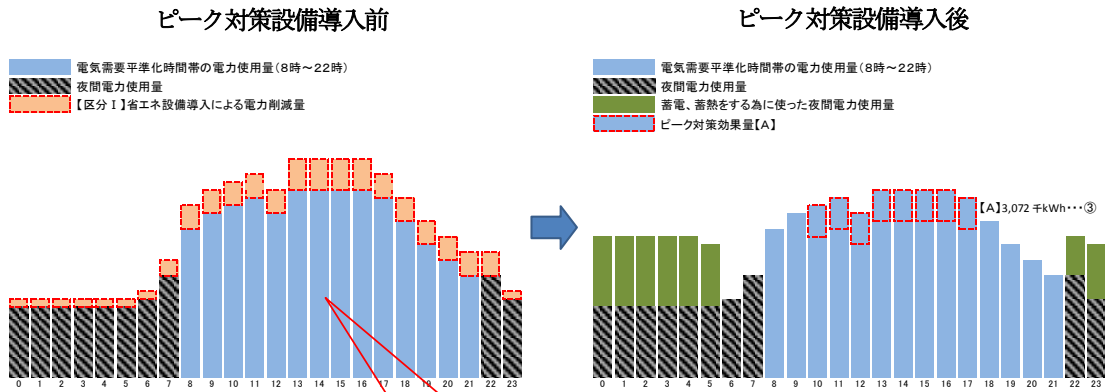 ピーク対策設備導入前
電気需要平準化時間帯の電力使用量(8時～22時)
夜間電力使用量
【区分Ⅰ】省エネ設備導入による電力削減量
0 1 2 3 4 5 6 7 8 9 10 11 12 13 14 15 16 17 18 19 20 21 22 23
ピーク対策設備導入後
電気需要平準化時間帯の電力使用量(8時～22時)
夜間電力使用量
蓄電、蓄熱をする為に使った夜間電力使用量
ピーク対策効果量【A】
【A】3,072 千kWh・・・③
0 1 2 3 4 5 6 7 8 9 10 11 12 13 14 15 16 17 18 19 20 21 22 23